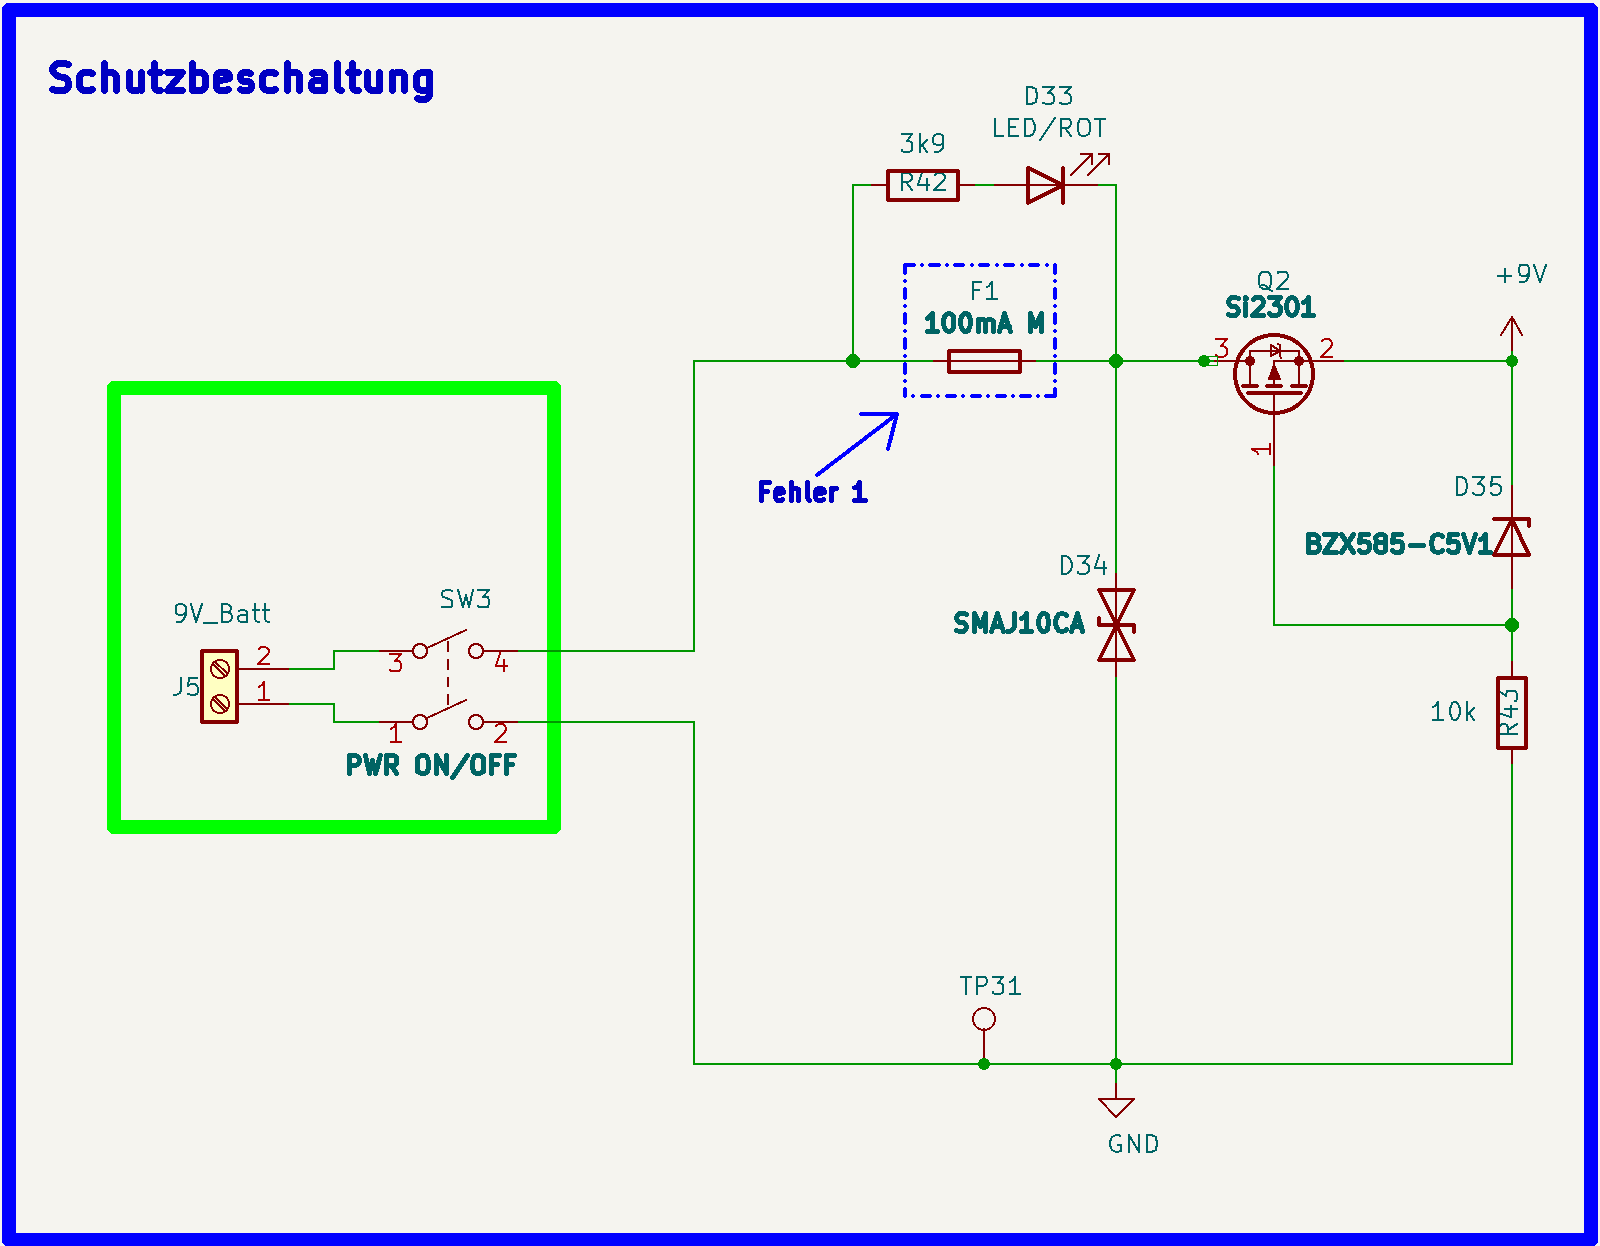 Schutzbeschaltung
D33
LED/ROT
3k9
R42
F1
100mA M
Q2
Si2301
+9V
3
2
1
Fehler 1
D35
BZX585-C5V1
D34
SMAJ10CA
9V_Batt
SW3
J5
2
1
3
4
1
2
PWR ON/OFF
10k
R43
TP31
GND